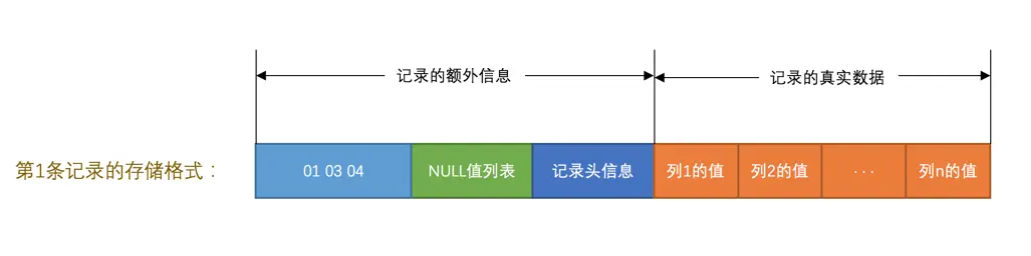 记录的额外信息
记录的真实数据
第1条记录的存储格式：
01 03 04
NULL值列表
记录头信息
列1的值
列2的值
...
列n的值